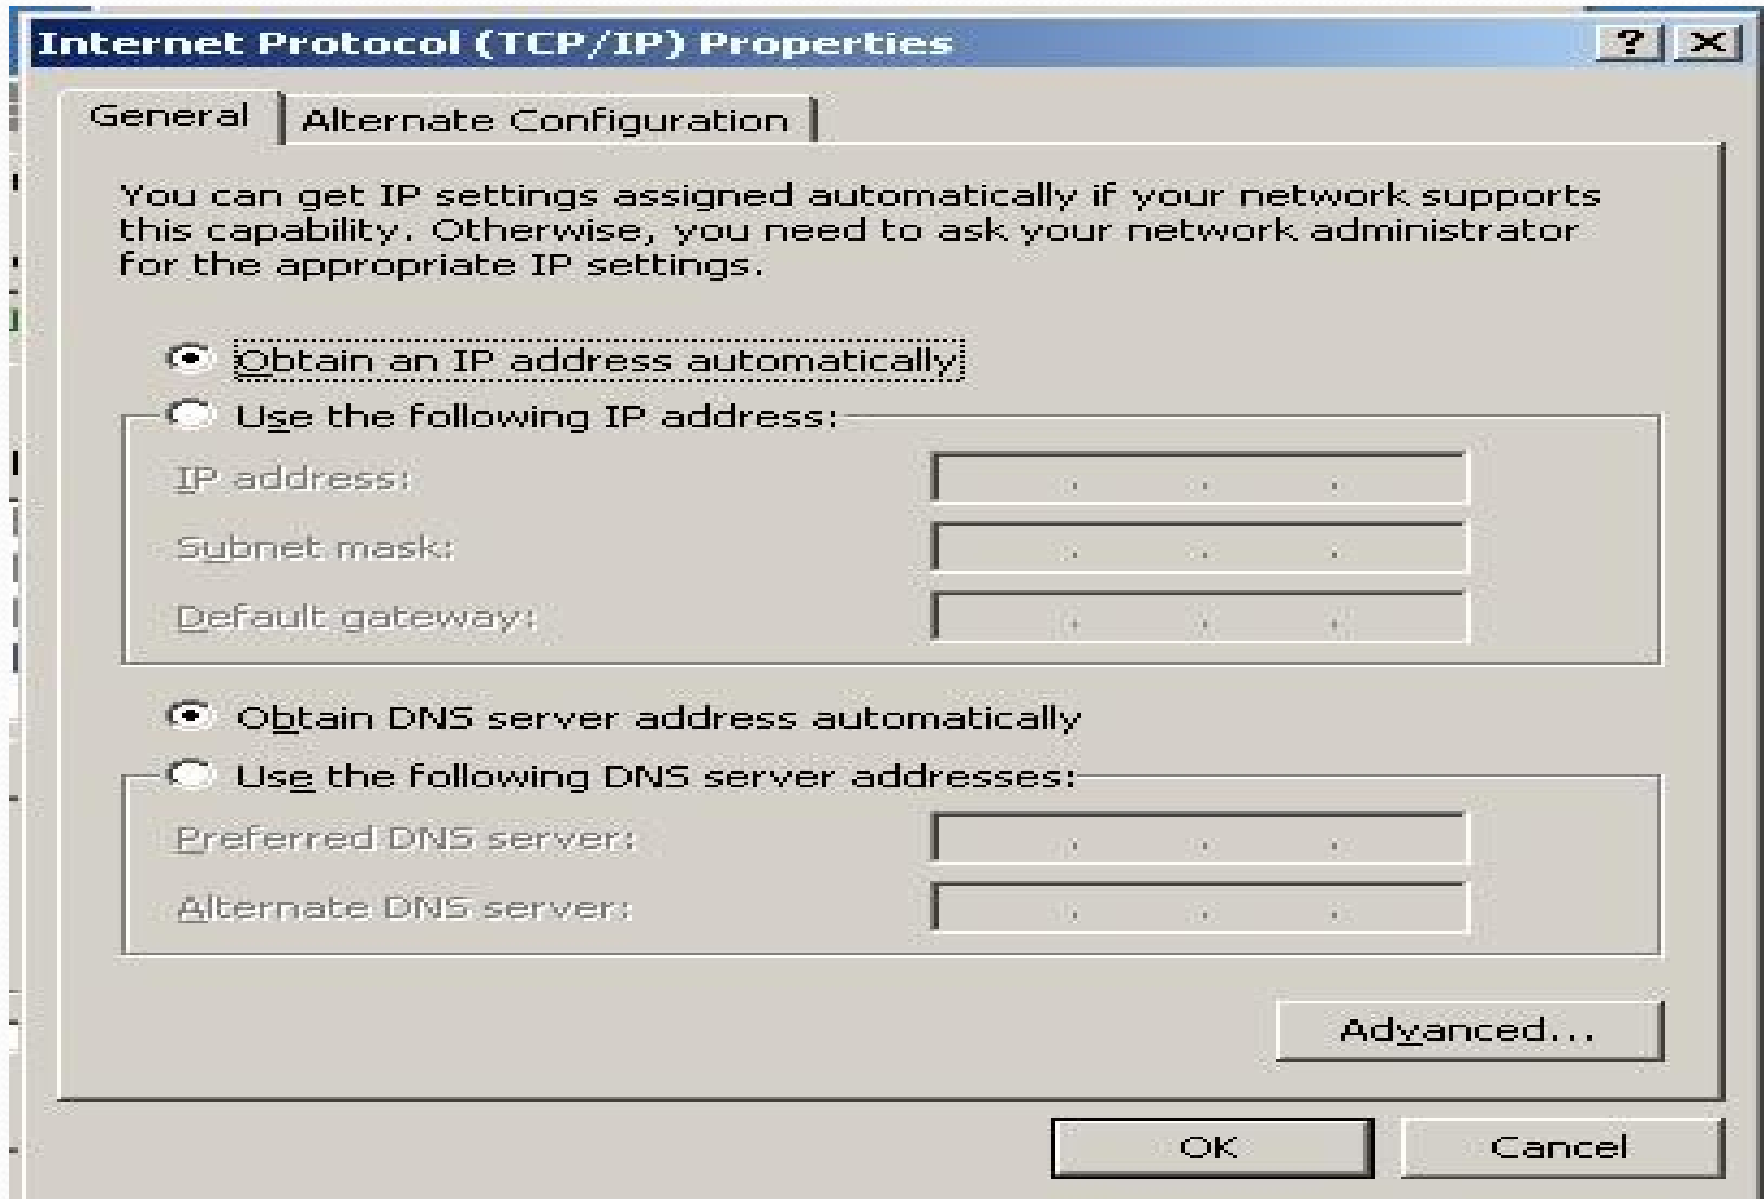 Internet Protocol (TCP/IP) Properties
General
Alternate Configuration
You can get IP settings assigned automatically if your network supports
this capability. Otherwise, you need to ask your network administrator
for the appropriate IP settings.
Obtain an IP address automatically
Use the following IP address:
IP address:
Subnet mask:
Default gateway:
Obtain DNS server address automatically
Use the following DNS server addresses:
Preferred DNS server:
Alternate DNS server:
Advanced...
OK
Cancel